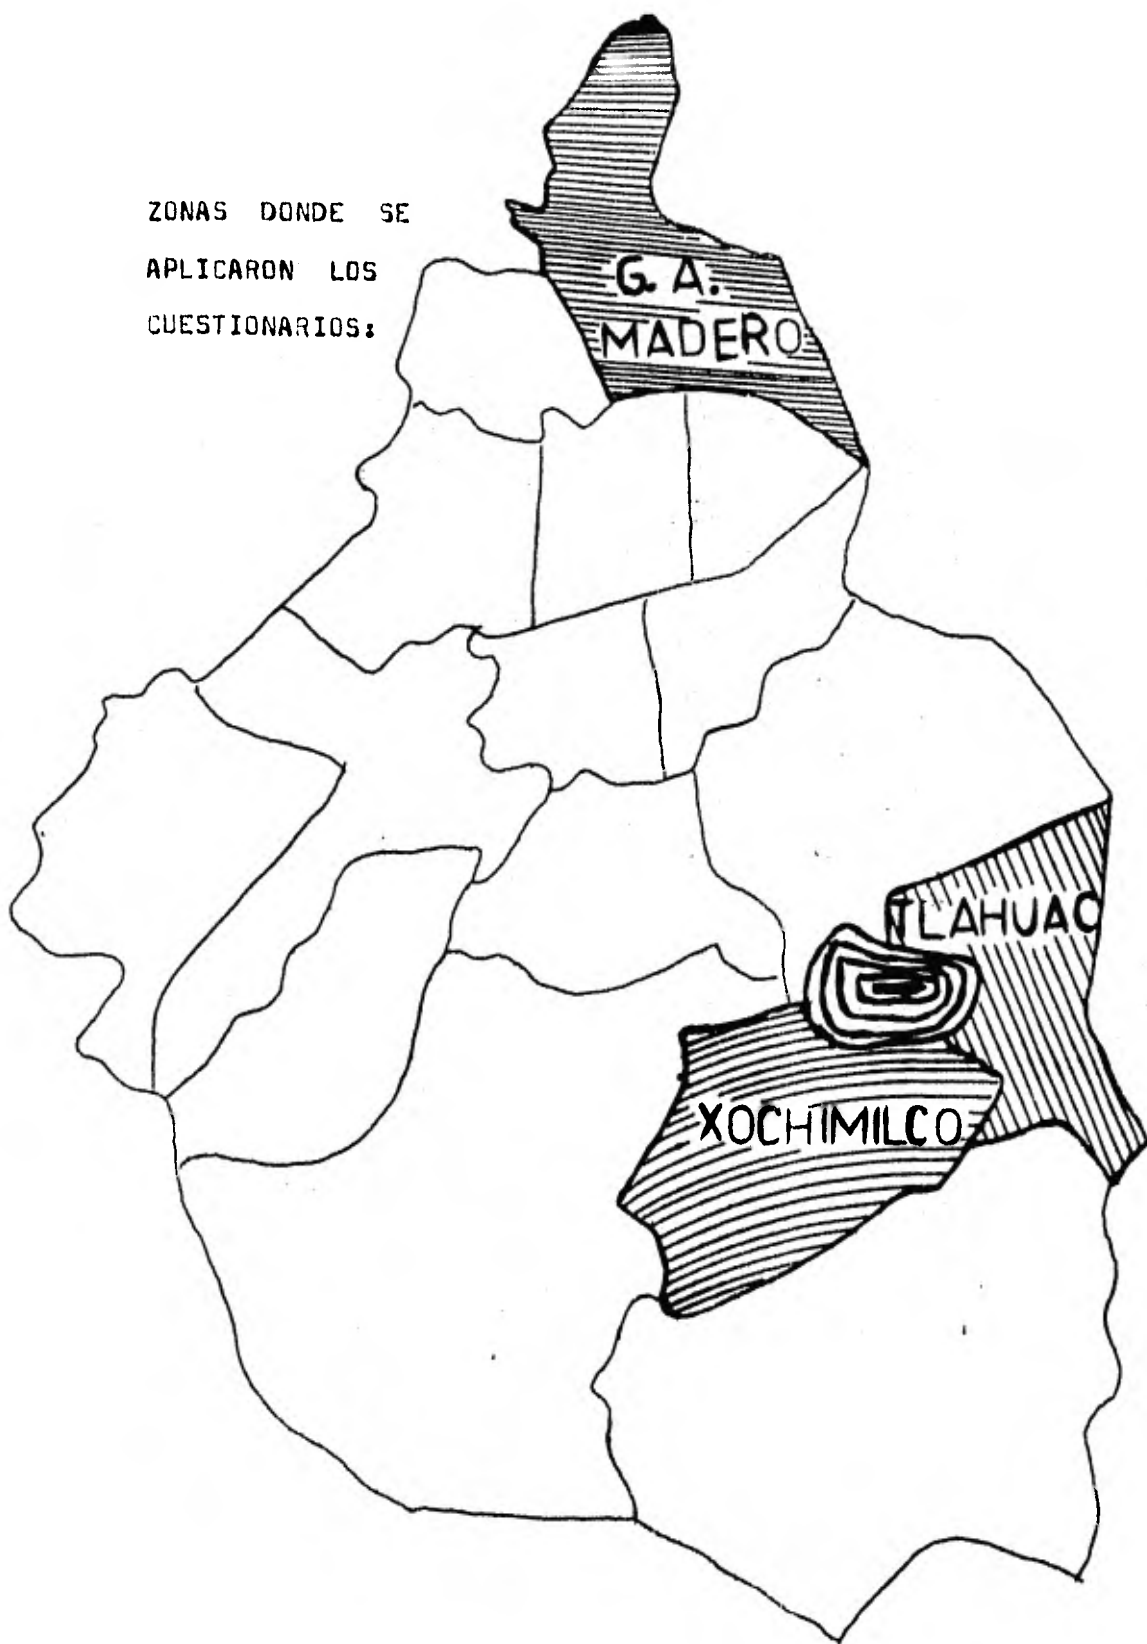 ZONAS DONDE SE
APLICARON LOS
CUESTIONARIOS:
G. A.
MADERO
TLAHUAC
XOCHIMILCO